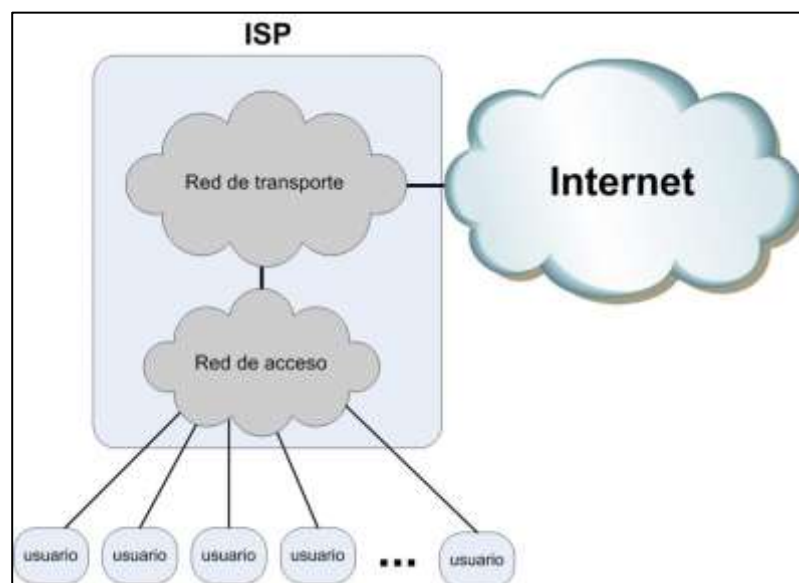 ISP
Red de transporte
Internet
Red de acceso
usuario
usuario
usuario
usuario
...
usuario